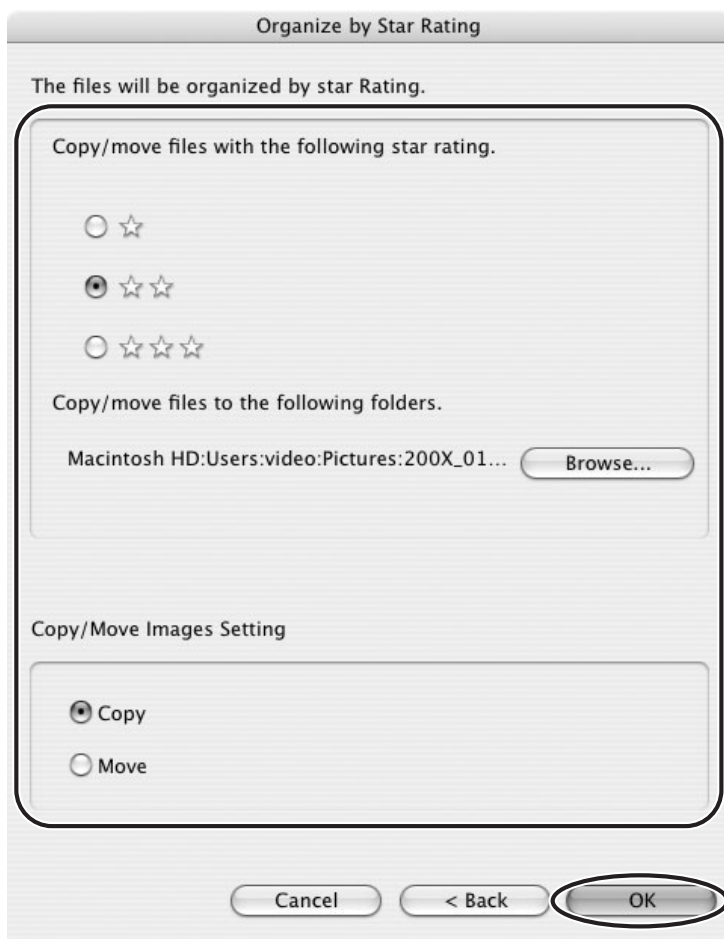 Organize by Star Rating
The files will be organized by star Rating.
Copy/move files with the following star rating.
☆
☆☆
☆☆☆
Copy/move files to the following folders.
Macintosh HD:Users:video:Pictures:200X_01... Browse...
Copy/Move Images Setting
Copy
Move
Cancel < Back OK